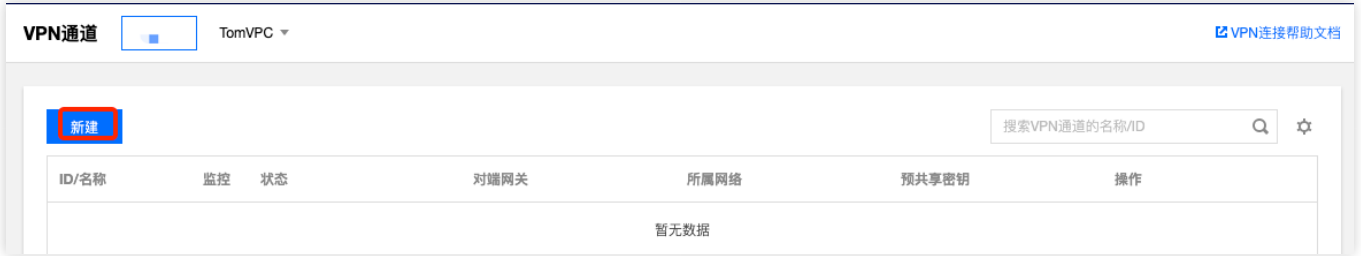 VPN通道 TomVPC VPN连接帮助文档
新建 搜索VPN通道的名称/ID
ID/名称 监控 状态 对端网关 所属网络 预共享密钥 操作
暂无数据